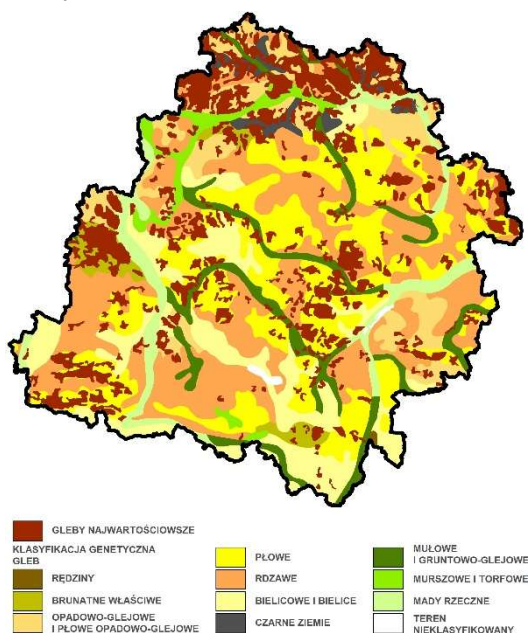 GLEBY NAJWARTOŚCIOWSZE
KLASYFIKACJA GENETYCZNA
GLEB
RĘDZINY
BRUNATNE WŁAŚCIWE
OPADOWO-GLEJOWE
I PŁOWE OPADOWO-GLEJOWE
PŁOWE
RDZAWE
BIELICOWE I BIELICE
CZARNE ZIEMIE
MUŁOWE
I GRUNTOWO-GLEJOWE
MURSZOWE I TORFOWE
MADY RZECZNE
TEREN
NIEKLASYFIKOWANY